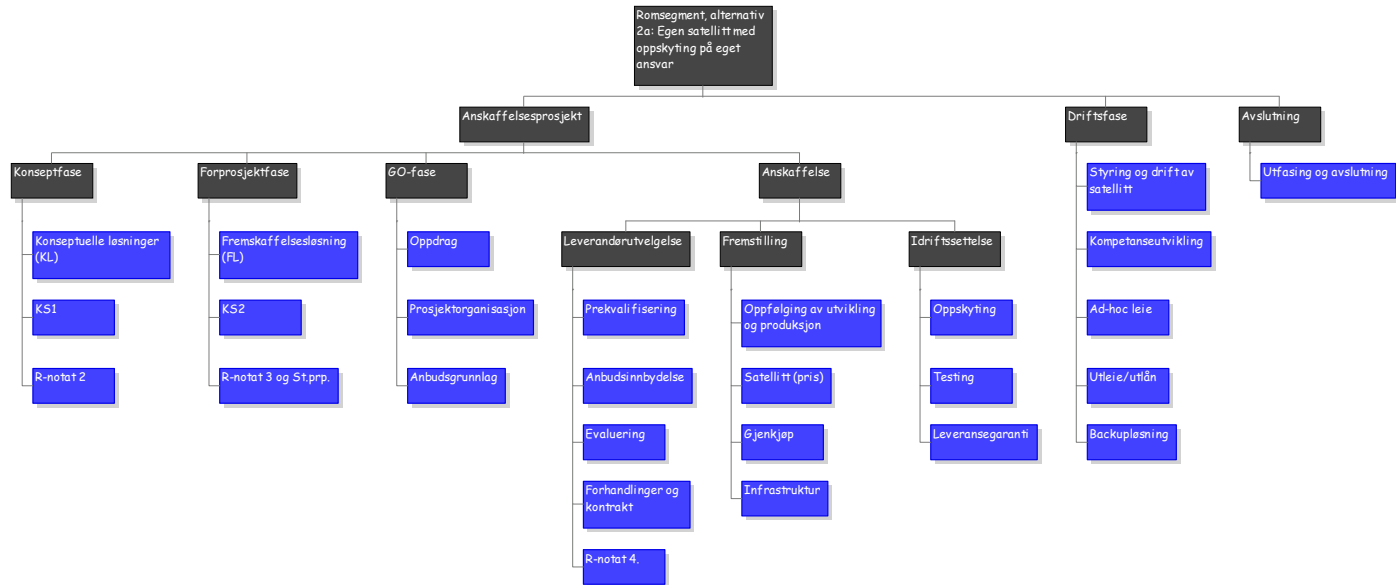 Romsegment, alternativ
2a: Egen satellitt med
oppskyting på eget
ansvar
Anskaffelsesprosjekt
Driftsfase
Avslutning
Konseptfase
Forprosjektfase
GO-fase
Anskaffelse
Styring og drift av
satellitt
Utfasing og avslutning
Konseptuelle løsninger
(KL)
Fremskaffelsesløsning
(FL)
Oppdrag
Leverandørutvelgelse
Fremstilling
Idriftssettelse
Kompetanseutvikling
KS1
KS2
Prosjektorganisasjon
Prekvalifisering
Oppfølging av utvikling
og produksjon
Oppskyting
Ad-hoc leie
R-notat 2
R-notat 3 og St.prp.
Anbudsgrunnlag
Anbudsinnbydelse
Satellitt (pris)
Testing
Utleie/utlån
Evaluering
Gjenkjøp
Leveransegaranti
Backupløsning
Forhandlinger og
kontrakt
Infrastruktur
R-notat 4.